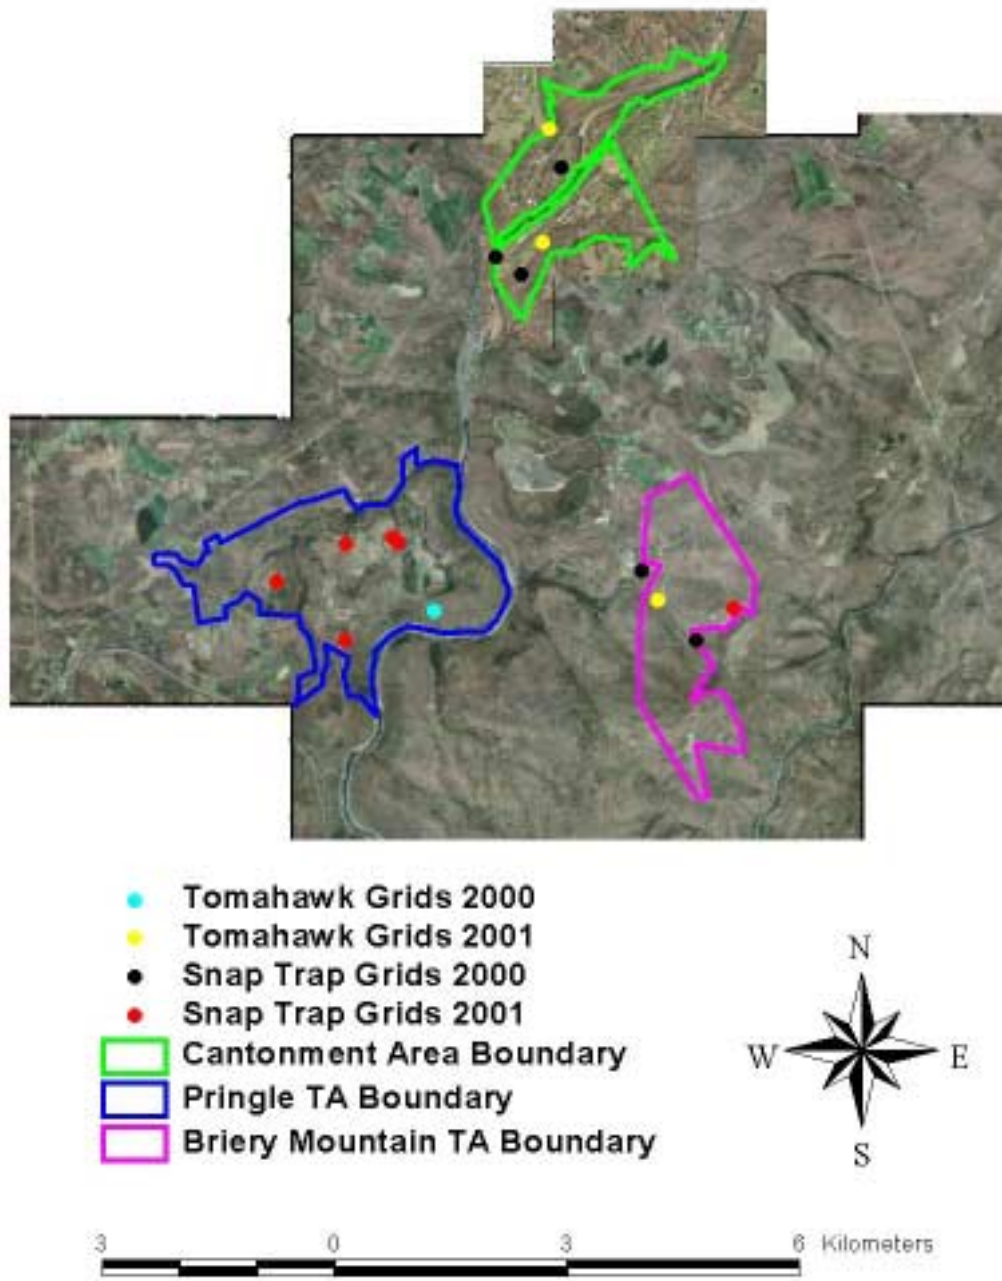 Tomahawk Grids 2000
Tomahawk Grids 2001
Snap Trap Grids 2000
Snap Trap Grids 2001
Cantonment Area Boundary
Pringle TA Boundary
Briery Mountain TA Boundary
N
W E
S
3 0 3 6 Kilometers